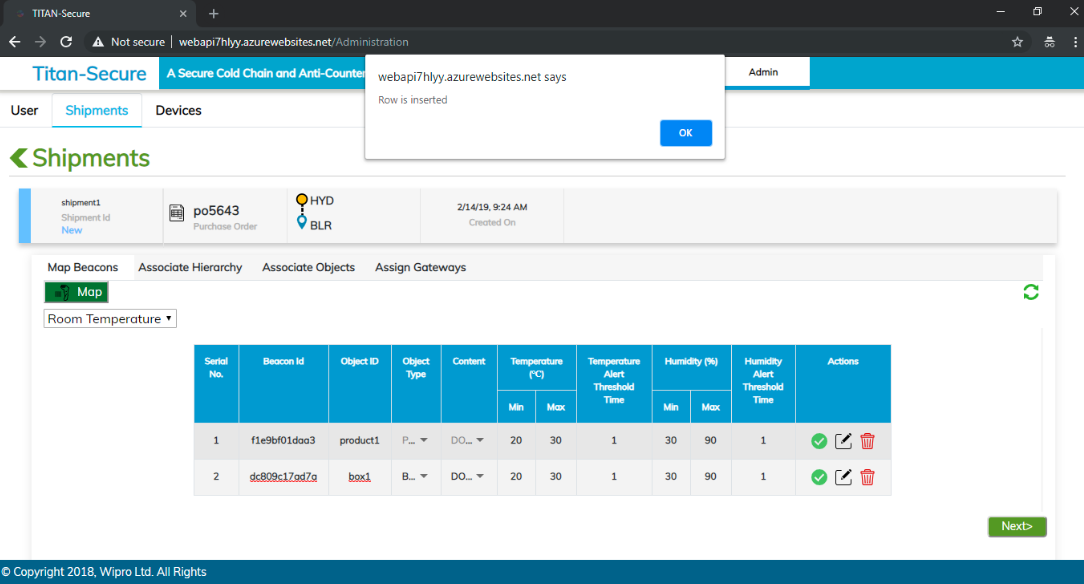 TITAN-Secure
Not secure | webapi7hlyy.azurewebsites.net/Administration
Titan-Secure
A Secure Cold Chain and Anti-Counter
Admin
webapi7hlyy.azurewebsites.net says
Row is inserted
OK
User Shipments Devices
Shipments
shipment1
Shipment Id
New
po5643
Purchase Order
HYD
BLR
2/14/19, 9:24 AM
Created On
Map Beacons Associate Hierarchy Associate Objects Assign Gateways
Map
Room Temperature
Serial No. Beacon Id Object ID Object Type Content Temperature (°C) Temperature Alert Threshold Time Humidity (%) Humidity Alert Threshold Time Actions
Min Max Min Max
1 f1e9bf01daa3 product1 P... DO... 20 30 1 30 90 1
2 dc809c17ad7a box1 B... DO... 20 30 1 30 90 1
Next>
© Copyright 2018, Wipro Ltd. All Rights